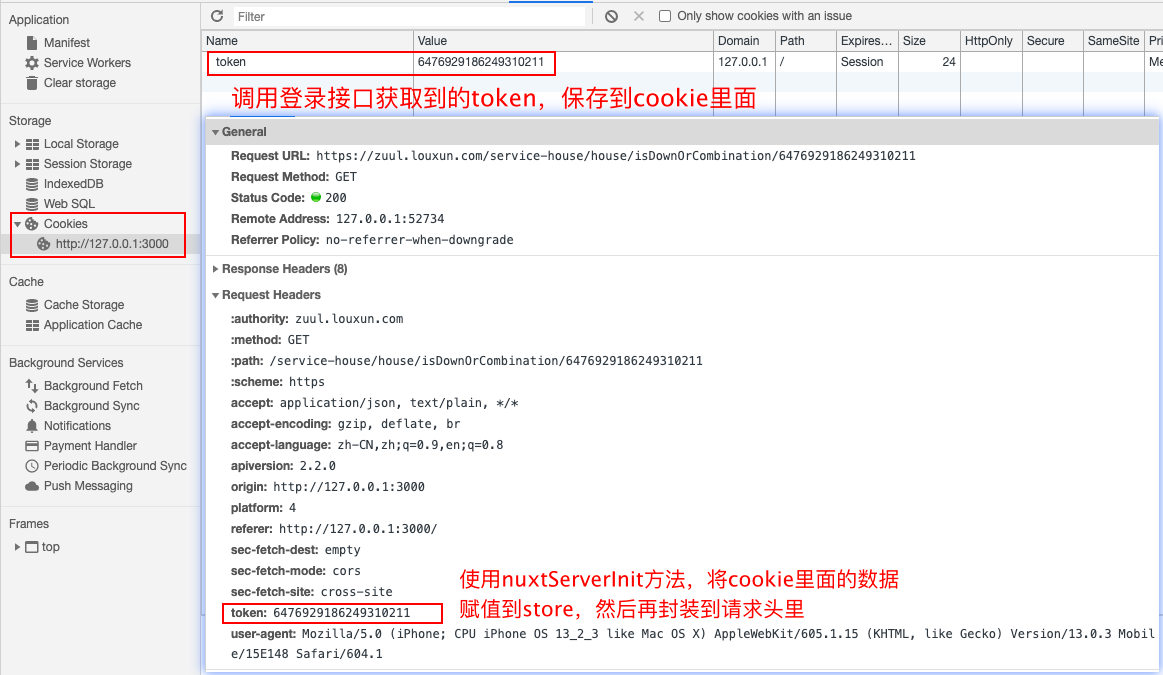 Application
Manifest
Service Workers
Clear storage
Storage
Local Storage
Session Storage
IndexedDB
Web SQL
Cookies
http://127.0.0.1:3000
Cache
Cache Storage
Application Cache
Background Services
Background Fetch
Background Sync
Notifications
Payment Handler
Periodic Background Sync
Push Messaging
Frames
top
Filter
Only show cookies with an issue
Name Value Domain Path Expires… Size HttpOnly Secure SameSite Pri
token 6476929186249310211 127.0.0.1 / Session 24 Me
调用登录接口获取到的token，保存到cookie里面
General
Request URL: https://zuul.louxun.com/service-house/house/isDownOrCombination/6476929186249310211
Request Method: GET
Status Code: 200
Remote Address: 127.0.0.1:52734
Referrer Policy: no-referrer-when-downgrade
Response Headers (8)
Request Headers
:authority: zuul.louxun.com
:method: GET
:path: /service-house/house/isDownOrCombination/6476929186249310211
:scheme: https
accept: application/json, text/plain, */*
accept-encoding: gzip, deflate, br
accept-language: zh-CN,zh;q=0.9,en;q=0.8
apiversion: 2.2.0
origin: http://127.0.0.1:3000
platform: 4
referer: http://127.0.0.1:3000/
sec-fetch-dest: empty
sec-fetch-mode: cors
sec-fetch-site: cross-site
使用nuxtServerInit方法，将cookie里面的数据
赋值到store，然后再封装到请求头里
token: 6476929186249310211
user-agent: Mozilla/5.0 (iPhone; CPU iPhone OS 13_2_3 like Mac OS X) AppleWebKit/605.1.15 (KHTML, like Gecko) Version/13.0.3 Mobil
e/15E148 Safari/604.1